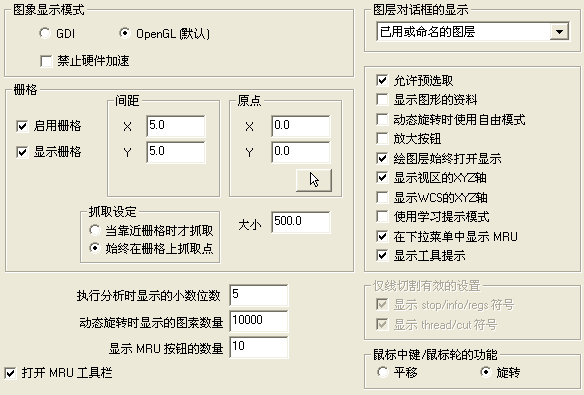 图象显示模式
GDI
OpenGL (默认)
禁止硬件加速
栅格
启用栅格
显示栅格
间距
X 5.0
Y 5.0
原点
X 0.0
Y 0.0
抓取设定
当靠近栅格时才抓取
始终在栅格上抓取点
大小 500.0
执行分析时显示的小数位数 5
动态旋转时显示的图素数量 10000
显示 MRU 按钮的数量 10
打开 MRU 工具栏
图层对话框的显示
已用或命名的图层
允许预选取
显示图形的资料
动态旋转时使用自由模式
放大按钮
绘图层始终打开显示
显示视区的XYZ轴
显示WCS的XYZ轴
使用学习提示模式
在下拉菜单中显示 MRU
显示工具提示
仅线切割有效的设置
显示 stop/info/regs 符号
显示 thread/cut 符号
鼠标中键/鼠标轮的功能
平移
旋转